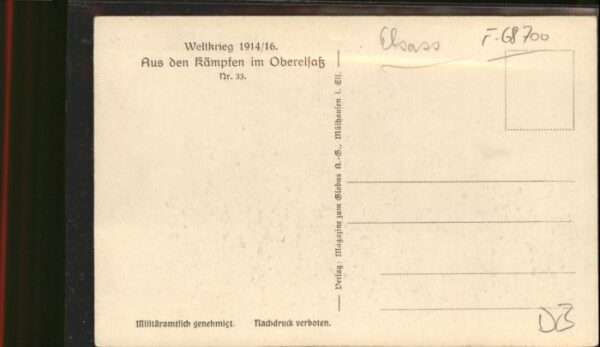 Weltkrieg 1914/16.
Aus den Kämpfen im Oberelsaß
Nr. 33.
Militäramtlich genehmigt. Nachdruck verboten.
Verlag: Magazine zum Globus A.-G., Mülhausen i. Els.
Elsass F-68700
DB